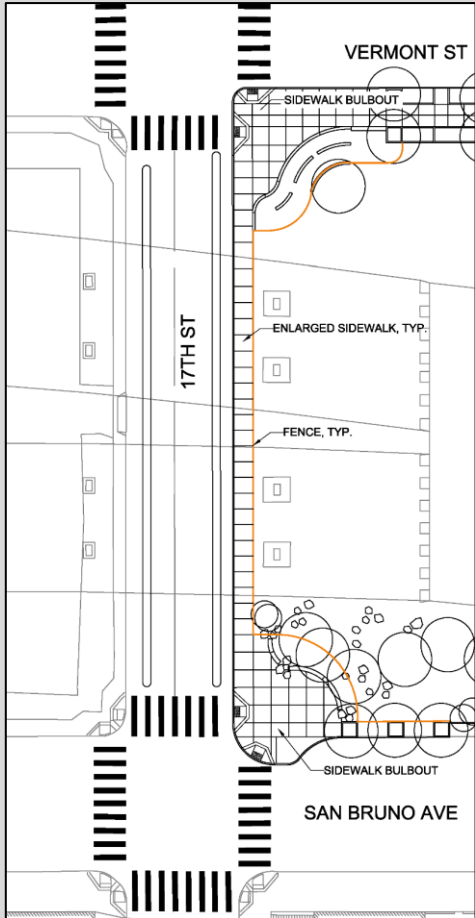 VERMONT ST
SIDEWALK BULBOUT
17TH ST
ENLARGED SIDEWALK, TYP.
FENCE, TYP.
SIDEWALK BULBOUT
SAN BRUNO AVE